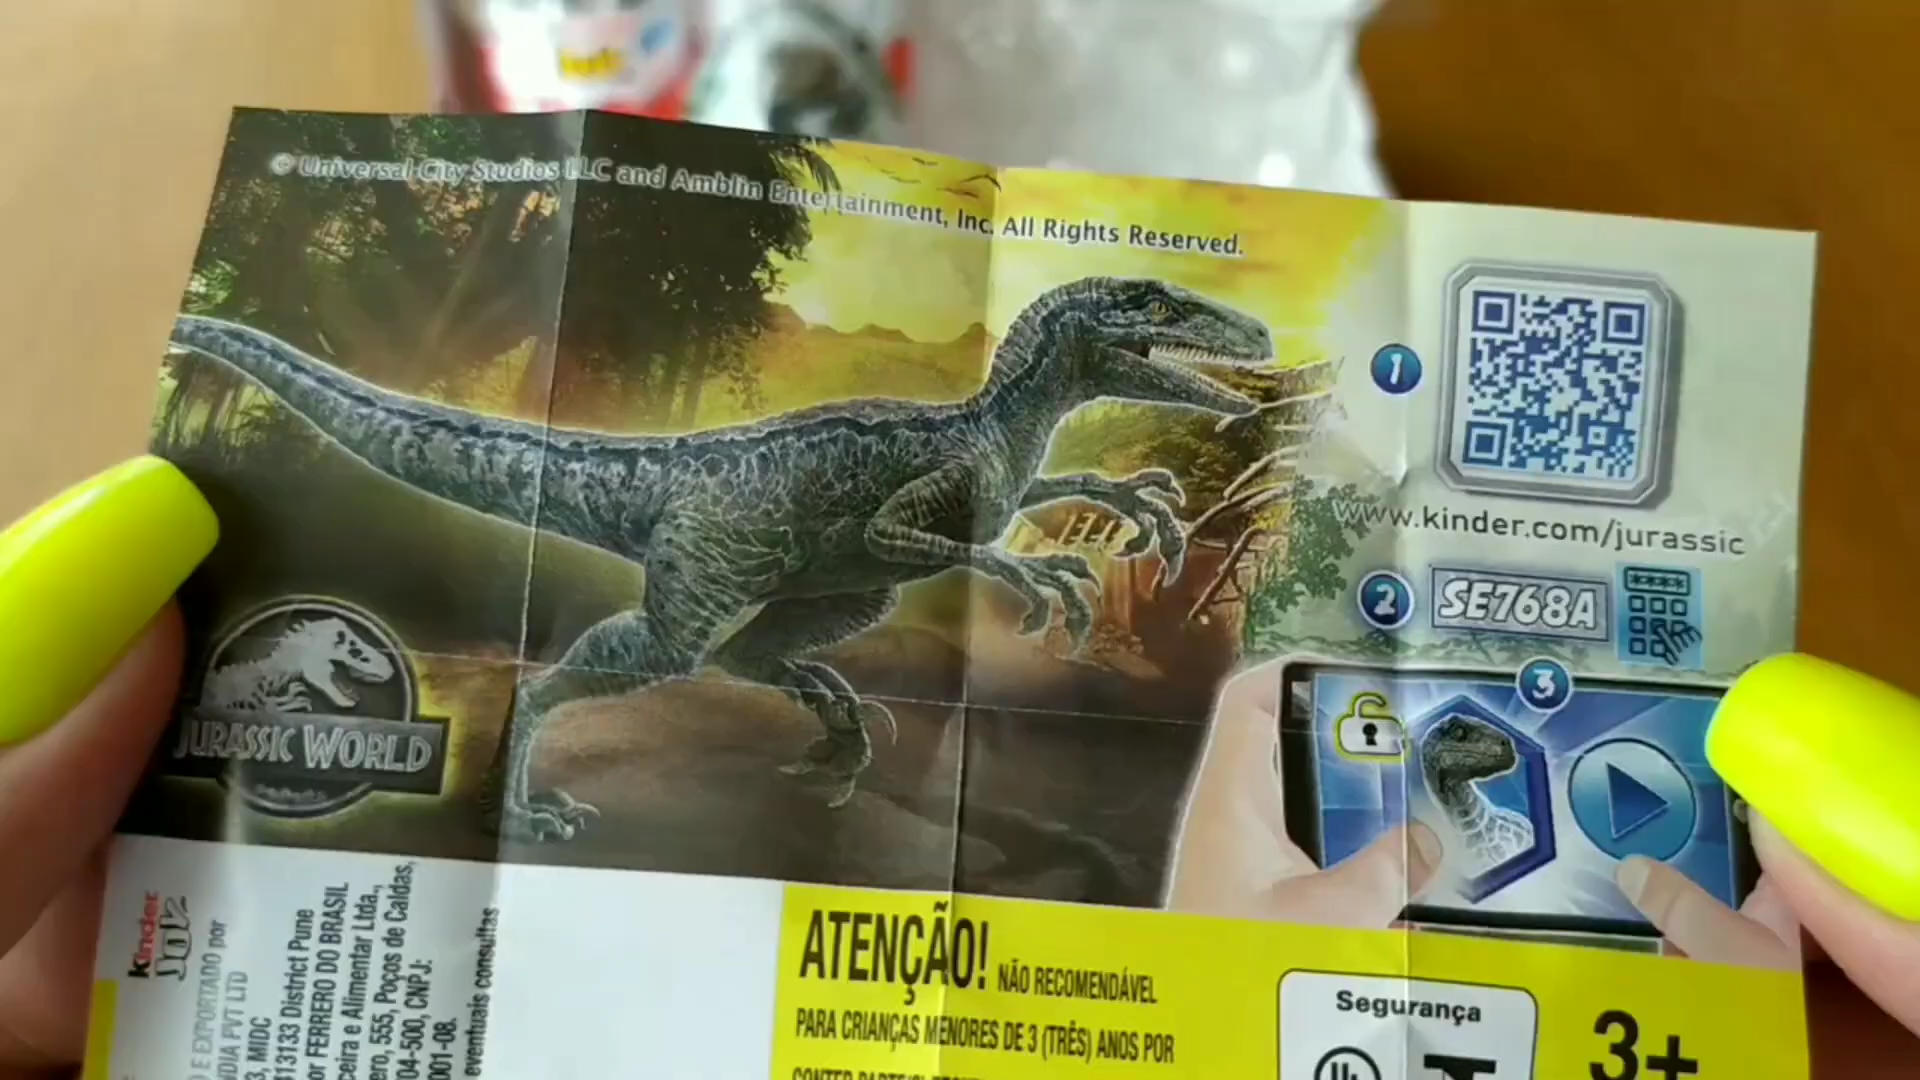 © Universal City Studios LLC and Amblin Entertainment, Inc. All Rights Reserved.
1
www.kinder.com/jurassic
2
SE768A
****
3
JURASSIC WORLD
kinder
JOY
O E EXPORTADO por
NDIA PVT LTD
3, MIDC
413133 District Pune
or FERRERO DO BRASIL
ceira e Alimentar Ltda.,
ero, 555, Poços de Caldas,
04-500, CNPJ:
001-08.
eventuais consultas
ATENÇÃO! NÃO RECOMENDÁVEL
PARA CRIANÇAS MENORES DE 3 (TRÊS) ANOS POR
Segurança
UL
3+